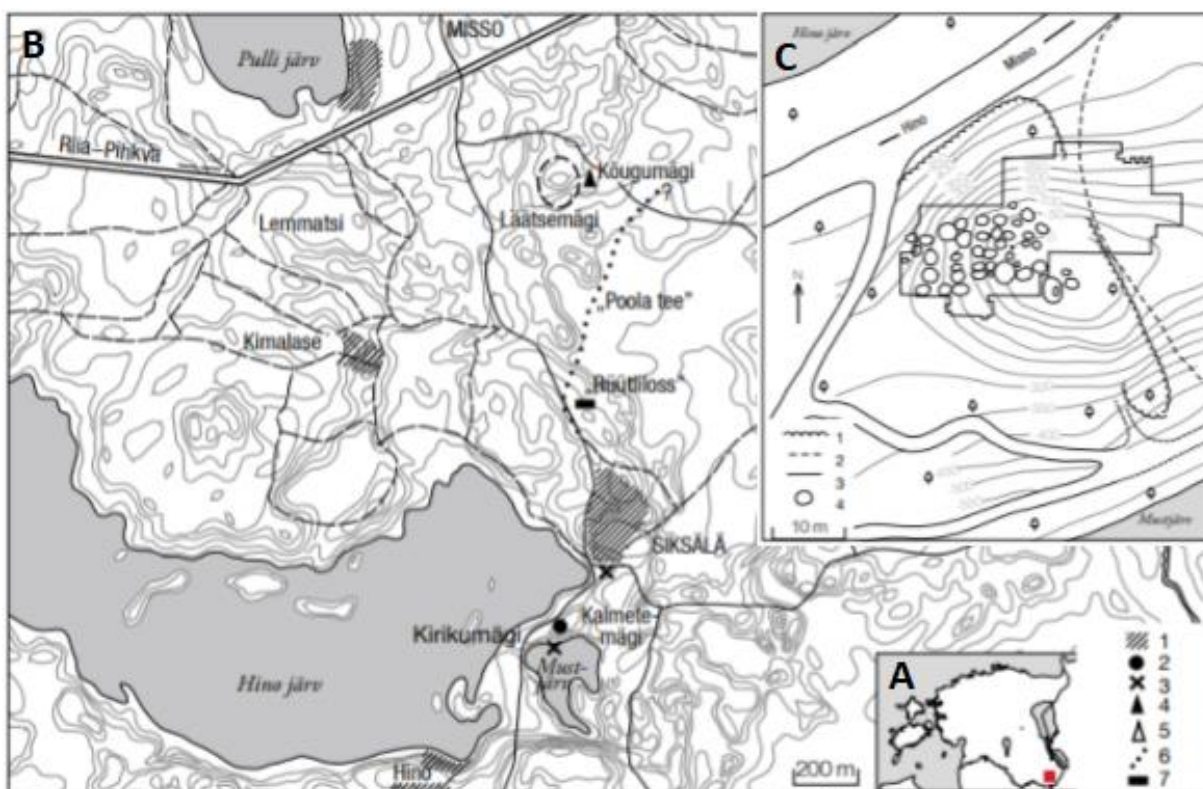 B
Pulli järv
MISSO
Riia–Pihkva
Kõugumägi
Läätsemägi
?
Lemmatsi
„Poola tee"
Kimalase
„Rüütliloss"
SIKSÄLÄ
Kalmete-
mägi
Kirikumägi
Must-
järv
Hino järv
Hino
200 m
A
1
2
3
4
5
6
7
C
Hino järv
Misso
Hino
N
1
2
3
4
10 m
Mustjärv